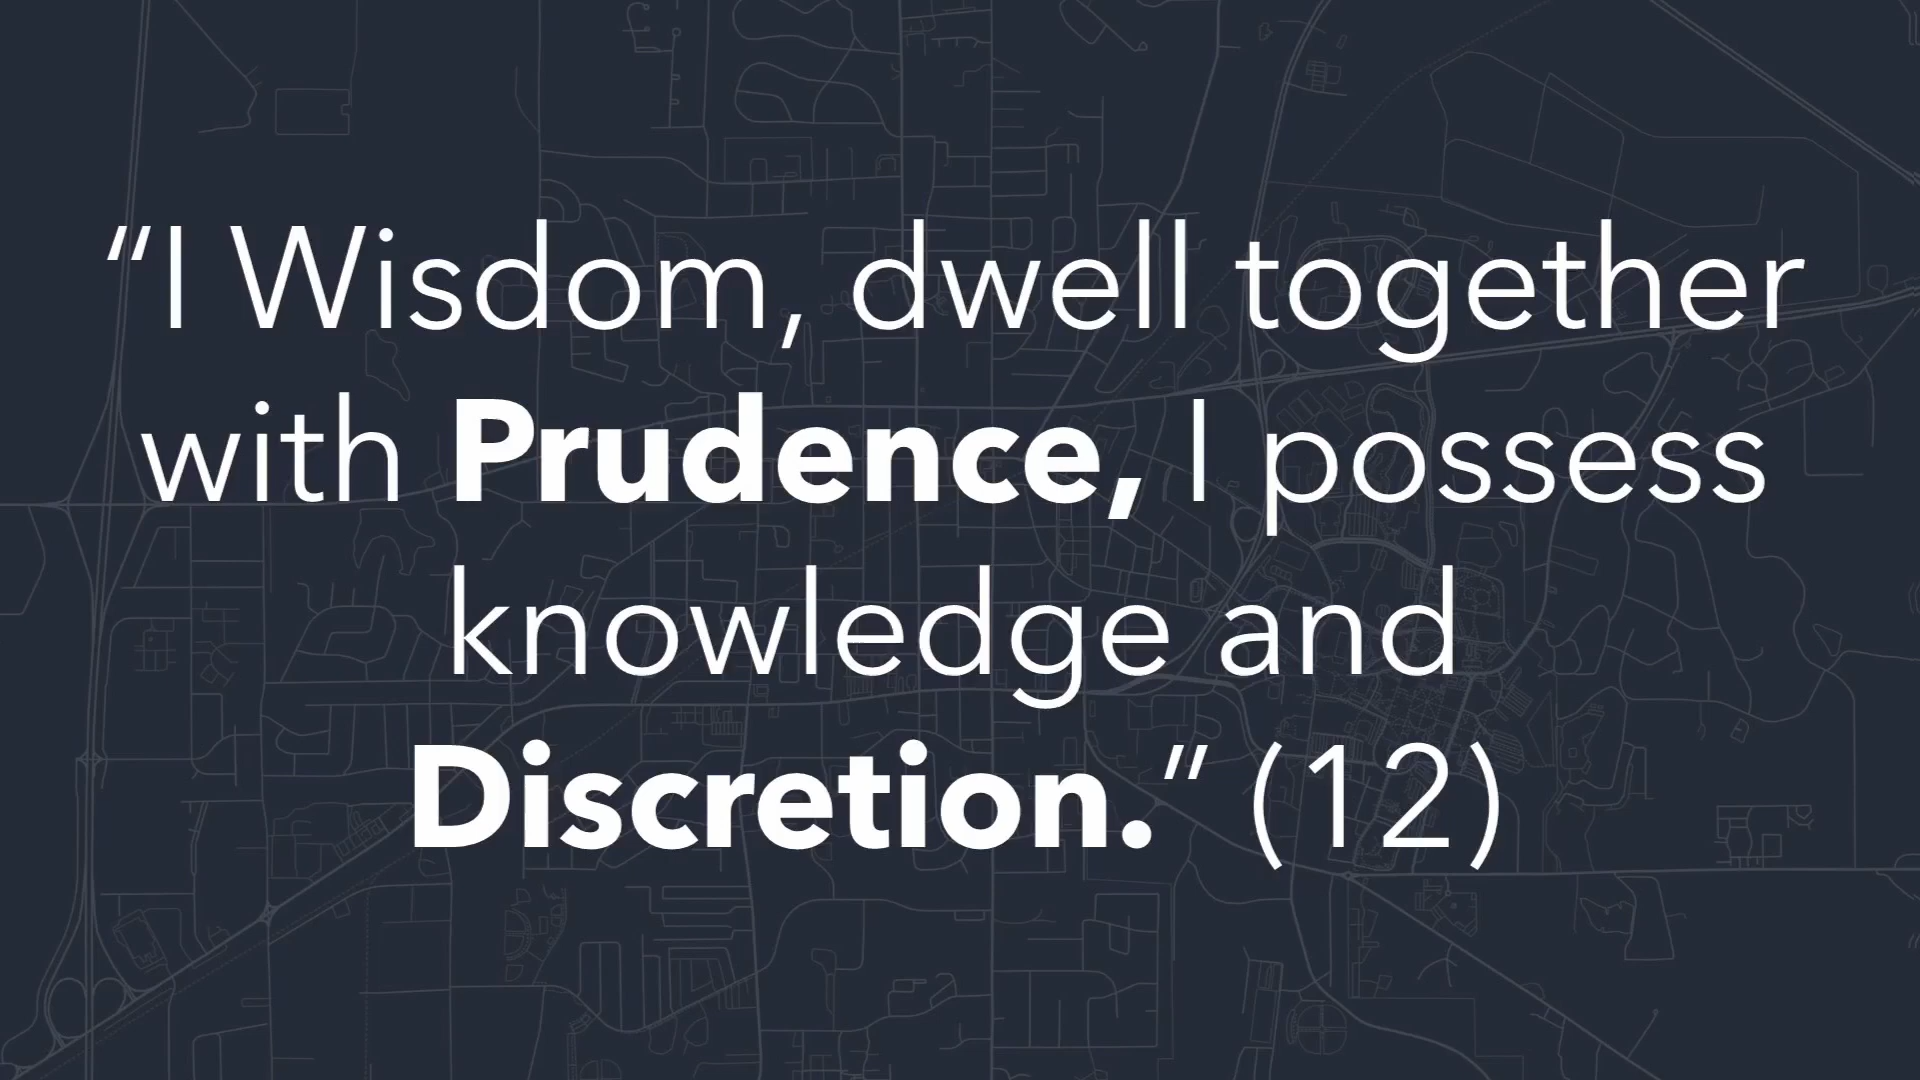 “I Wisdom, dwell together
with Prudence, I possess
knowledge and
Discretion.” (12)